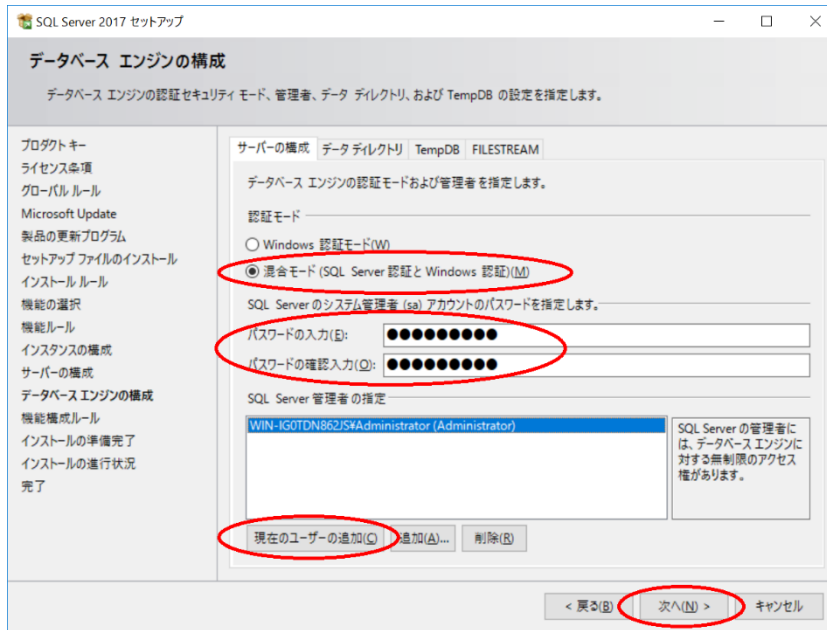 SQL Server 2017 セットアップ
データベース エンジンの構成
データベース エンジンの認証セキュリティ モード、管理者、データ ディレクトリ、および TempDB の設定を指定します。
プロダクト キー
ライセンス条項
グローバル ルール
Microsoft Update
製品の更新プログラム
セットアップ ファイルのインストール
インストール ルール
機能の選択
機能ルール
インスタンスの構成
サーバーの構成
データベース エンジンの構成
機能構成ルール
インストールの準備完了
インストールの進行状況
完了
サーバーの構成 データ ディレクトリ TempDB FILESTREAM
データベース エンジンの認証モードおよび管理者を指定します。
認証モード
Windows 認証モード(W)
混合モード (SQL Server 認証と Windows 認証)(M)
SQL Server のシステム管理者 (sa) アカウントのパスワードを指定します。
パスワードの入力(E): ●●●●●●●●●
パスワードの確認入力(O): ●●●●●●●●●
SQL Server 管理者の指定
WIN-IG0TDN862JS¥Administrator (Administrator)
SQL Server の管理者に
は、データベース エンジンに
対する無制限のアクセス
権があります。
現在のユーザーの追加(C) 追加(A)... 削除(R)
< 戻る(B) 次へ(N) > キャンセル